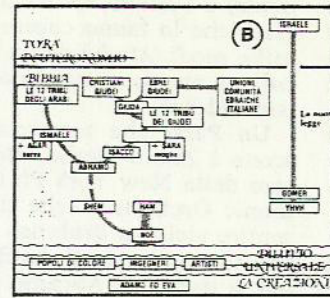 ISRAELE
B
TORA
BIBBIA
CRISTIANI
GIUDEI
EBREI
GIUDEI
UNIONE
COMUNITÀ
EBRAICHE
ITALIANE
LE 12 TRIBÙ
DEGLI ARABI
GIUDA
LE 12 TRIBÙ
DEI GIUDEI
ISMAELE
+ AGAR
serva
ISACCO
+ SARA
moglie
ABRAMO
SHEM
HAM
NOÈ
GOMER
YHVH
DILUVIO
UNIVERSALE
POPOLI DI COLORE
INGEGNERI
ARTISTI
LA CREAZIONE
ADAMO ED EVA